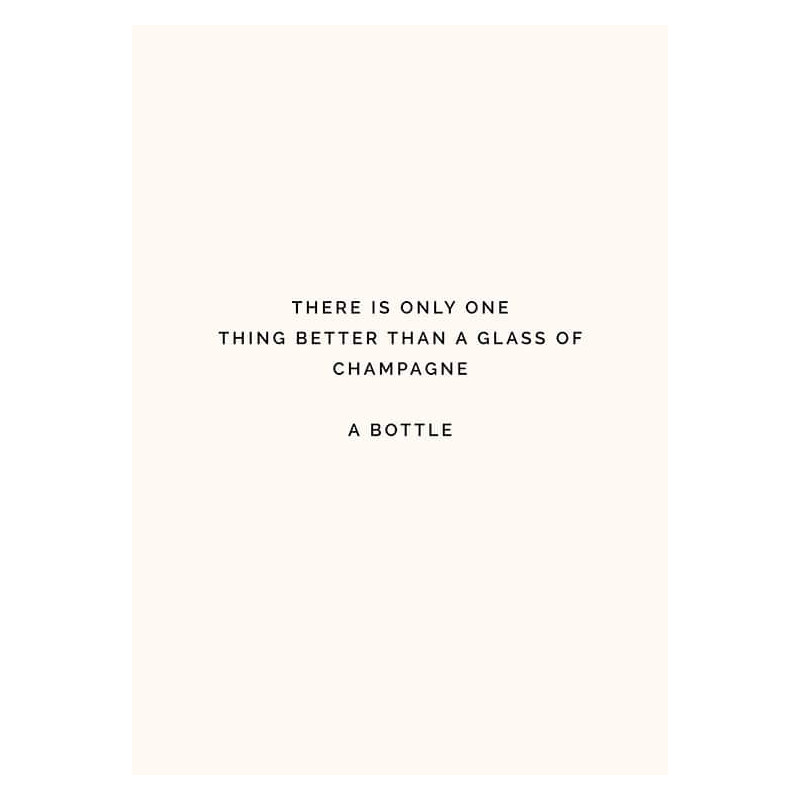 THERE IS ONLY ONE
THING BETTER THAN A GLASS OF
CHAMPAGNE
A BOTTLE